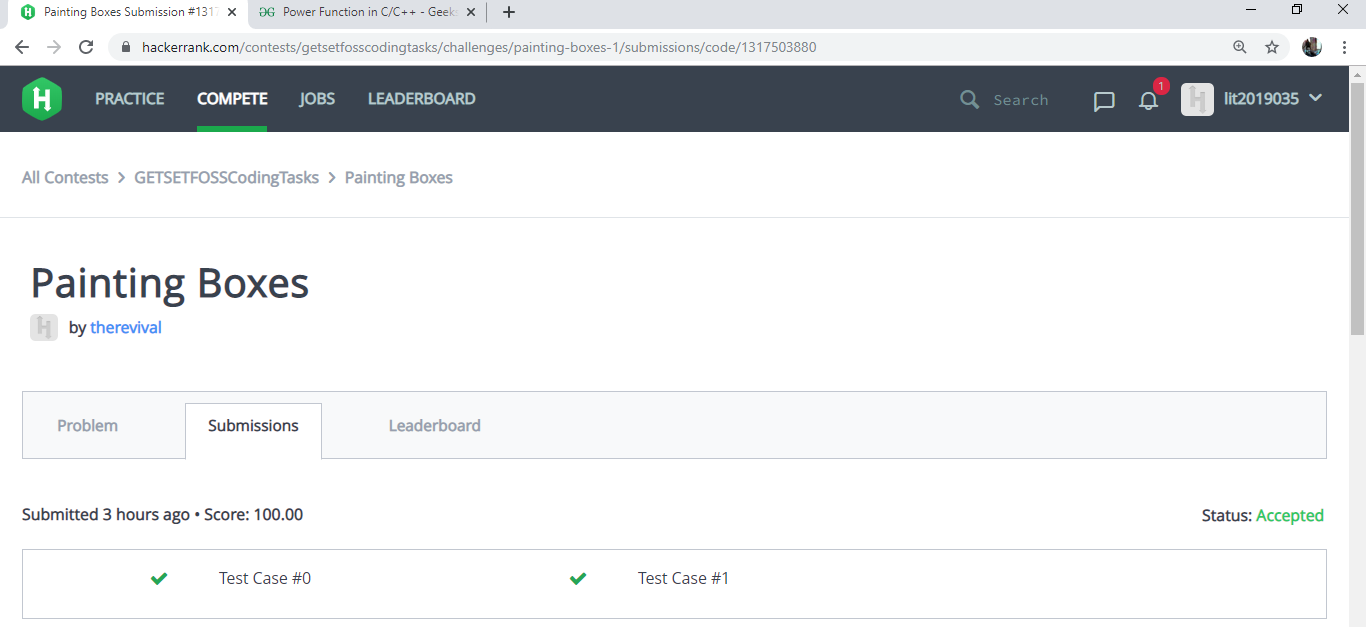 Painting Boxes Submission #1317
Power Function in C/C++ - Geeks
hackerrank.com/contests/getsetfosscodingtasks/challenges/painting-boxes-1/submissions/code/1317503880
PRACTICE COMPETE JOBS LEADERBOARD Search 1 lit2019035
All Contests > GETSETFOSSCodingTasks > Painting Boxes
Painting Boxes
by therevival
Problem Submissions Leaderboard
Submitted 3 hours ago • Score: 100.00 Status: Accepted
Test Case #0 Test Case #1